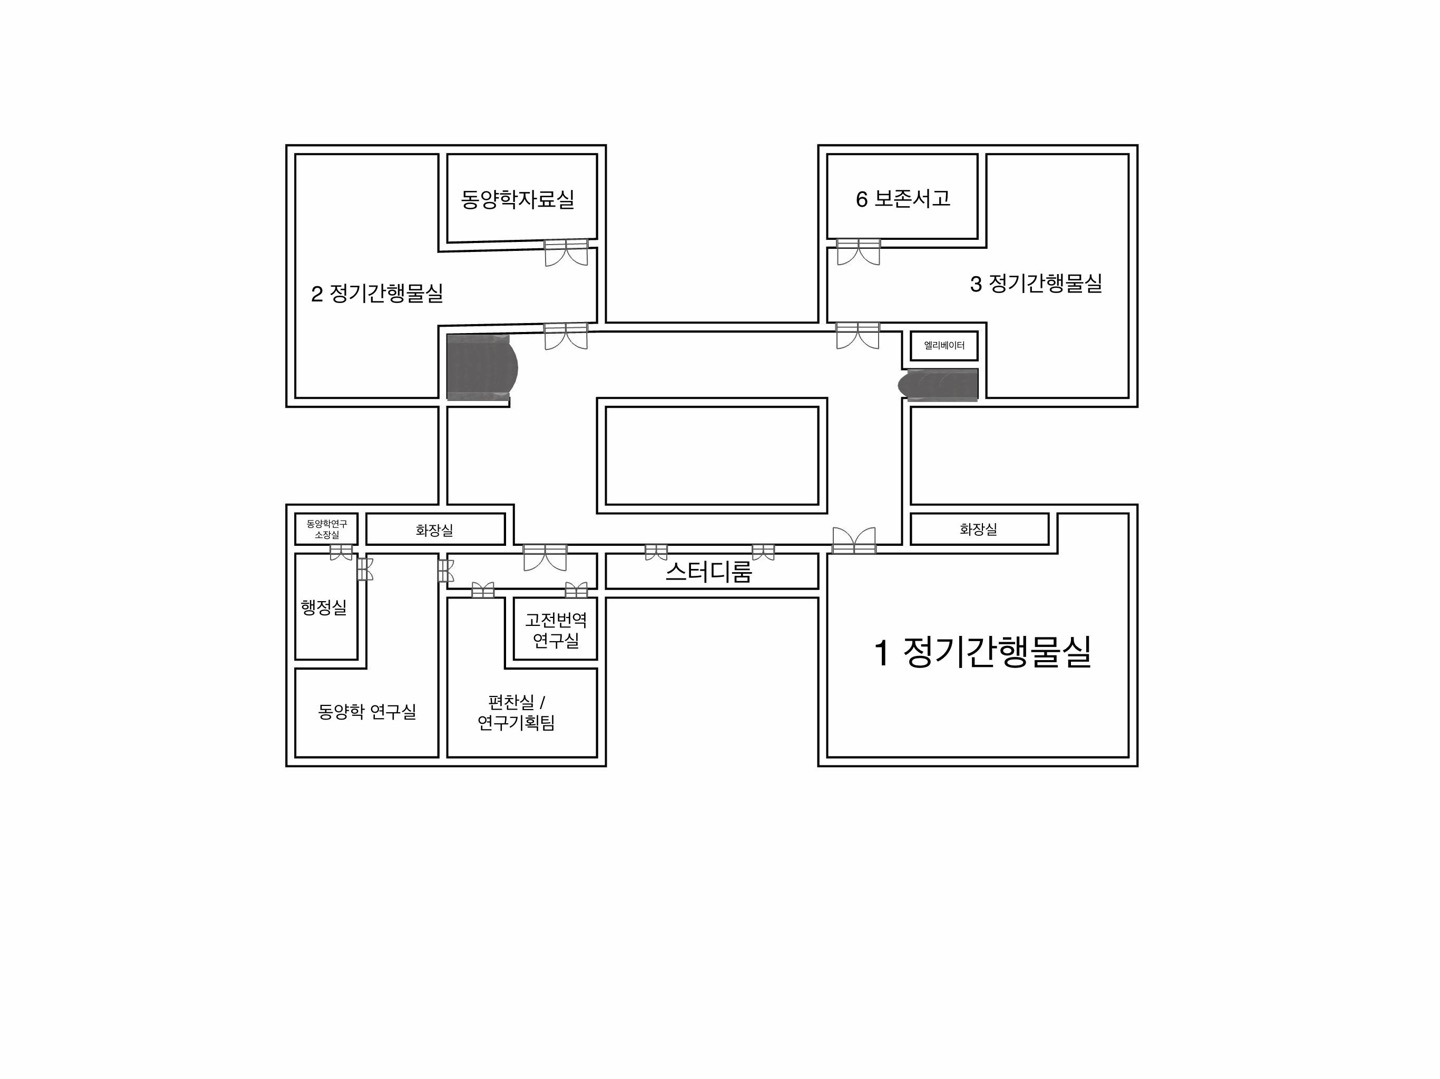 동양학자료실
6 보존서고
2 정기간행물실
3 정기간행물실
엘리베이터
동양학연구
소장실
화장실
화장실
스터디룸
행정실
고전번역
연구실
1 정기간행물실
동양학 연구실
편찬실 /
연구기획팀